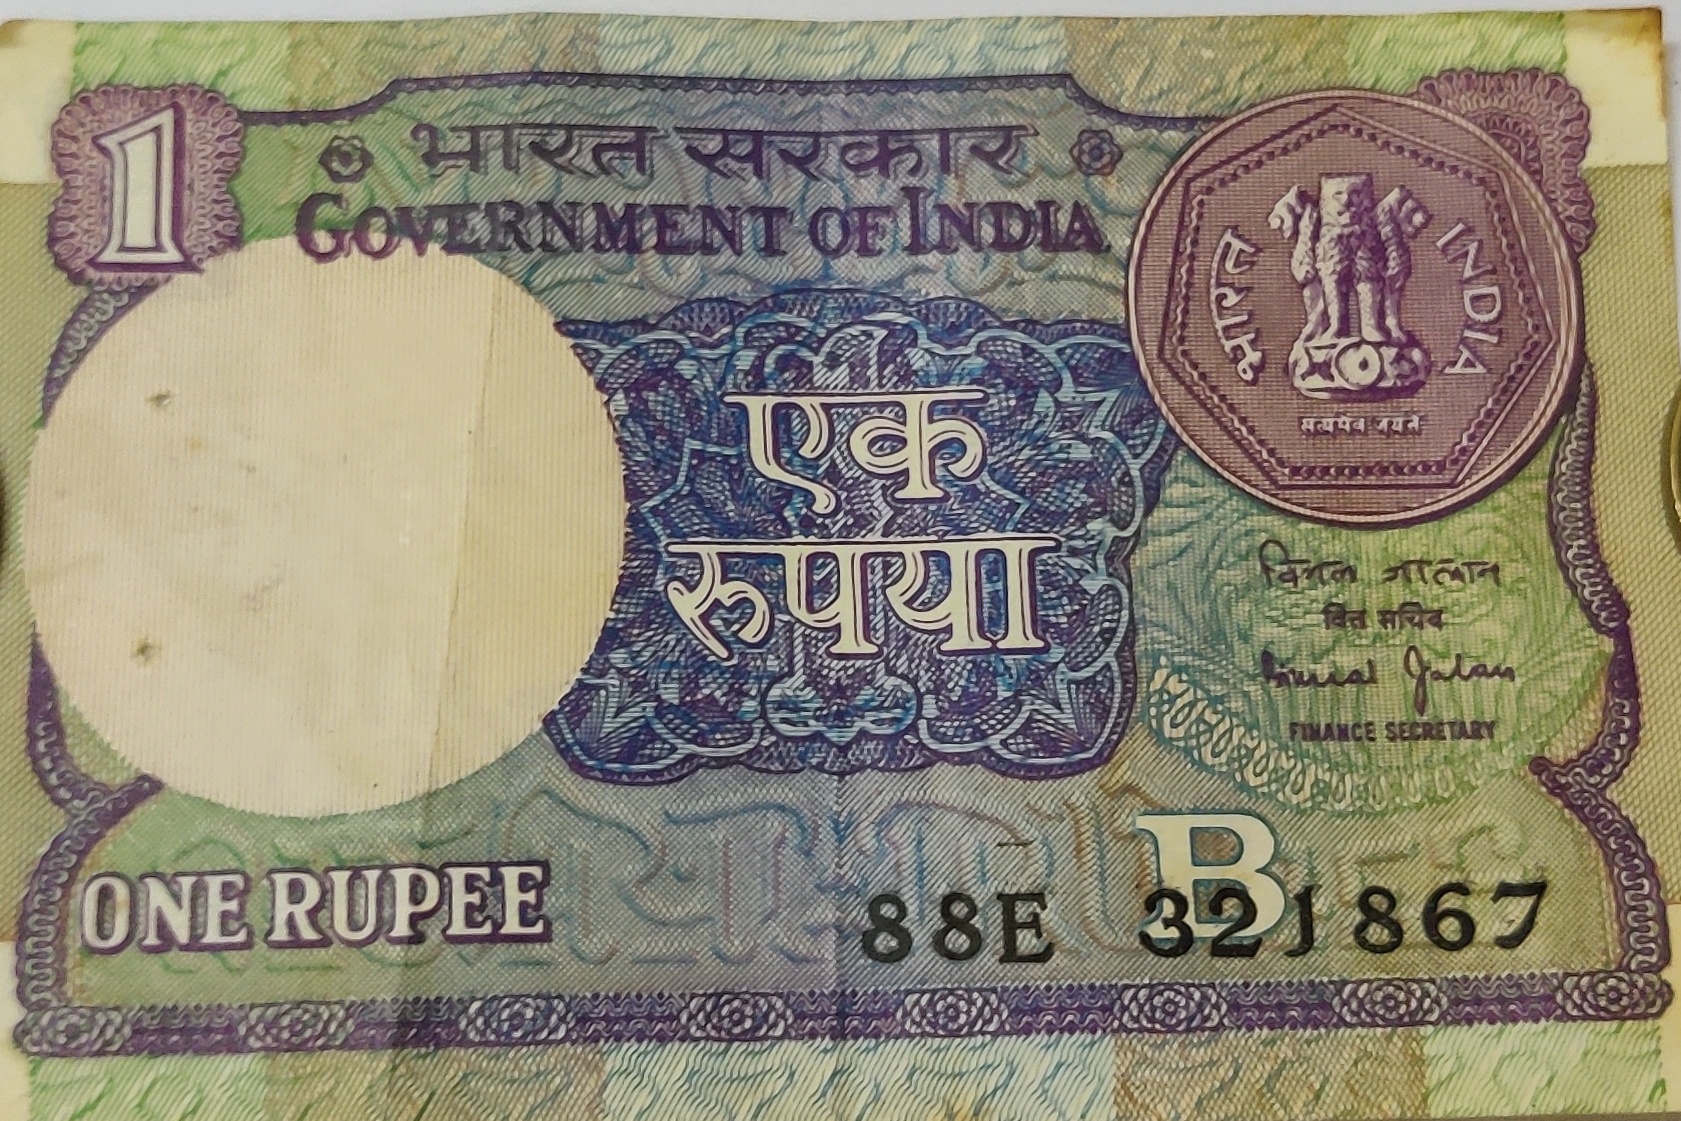 1
भारत सरकार
GOVERNMENT OF INDIA
भारत
INDIA
सत्यमेव जयते
एक
रुपया
विमल जालान
वित्त सचिव
Bimal Jalan
FINANCE SECRETARY
ONE RUPEE
B
88E 321867